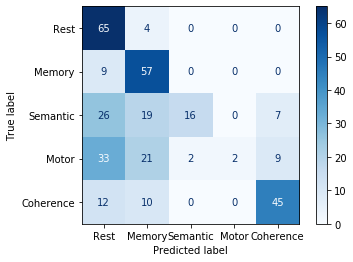 Rest 65 4 0 0 0
Memory 9 57 0 0 0
Semantic 26 19 16 0 7
Motor 33 21 2 2 9
Coherence 12 10 0 0 45
Rest Memory Semantic Motor Coherence
Predicted label
True label
60
50
40
30
20
10
0